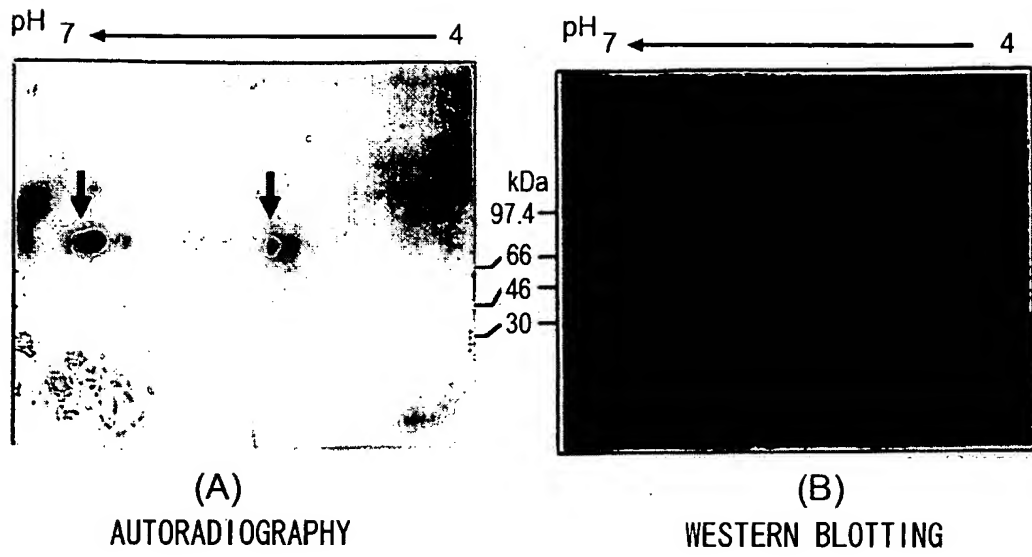 pH 7 4
pH 7 4
kDa
97.4
66
46
30
(A)
AUTORADIOGRAPHY
(B)
WESTERN BLOTTING